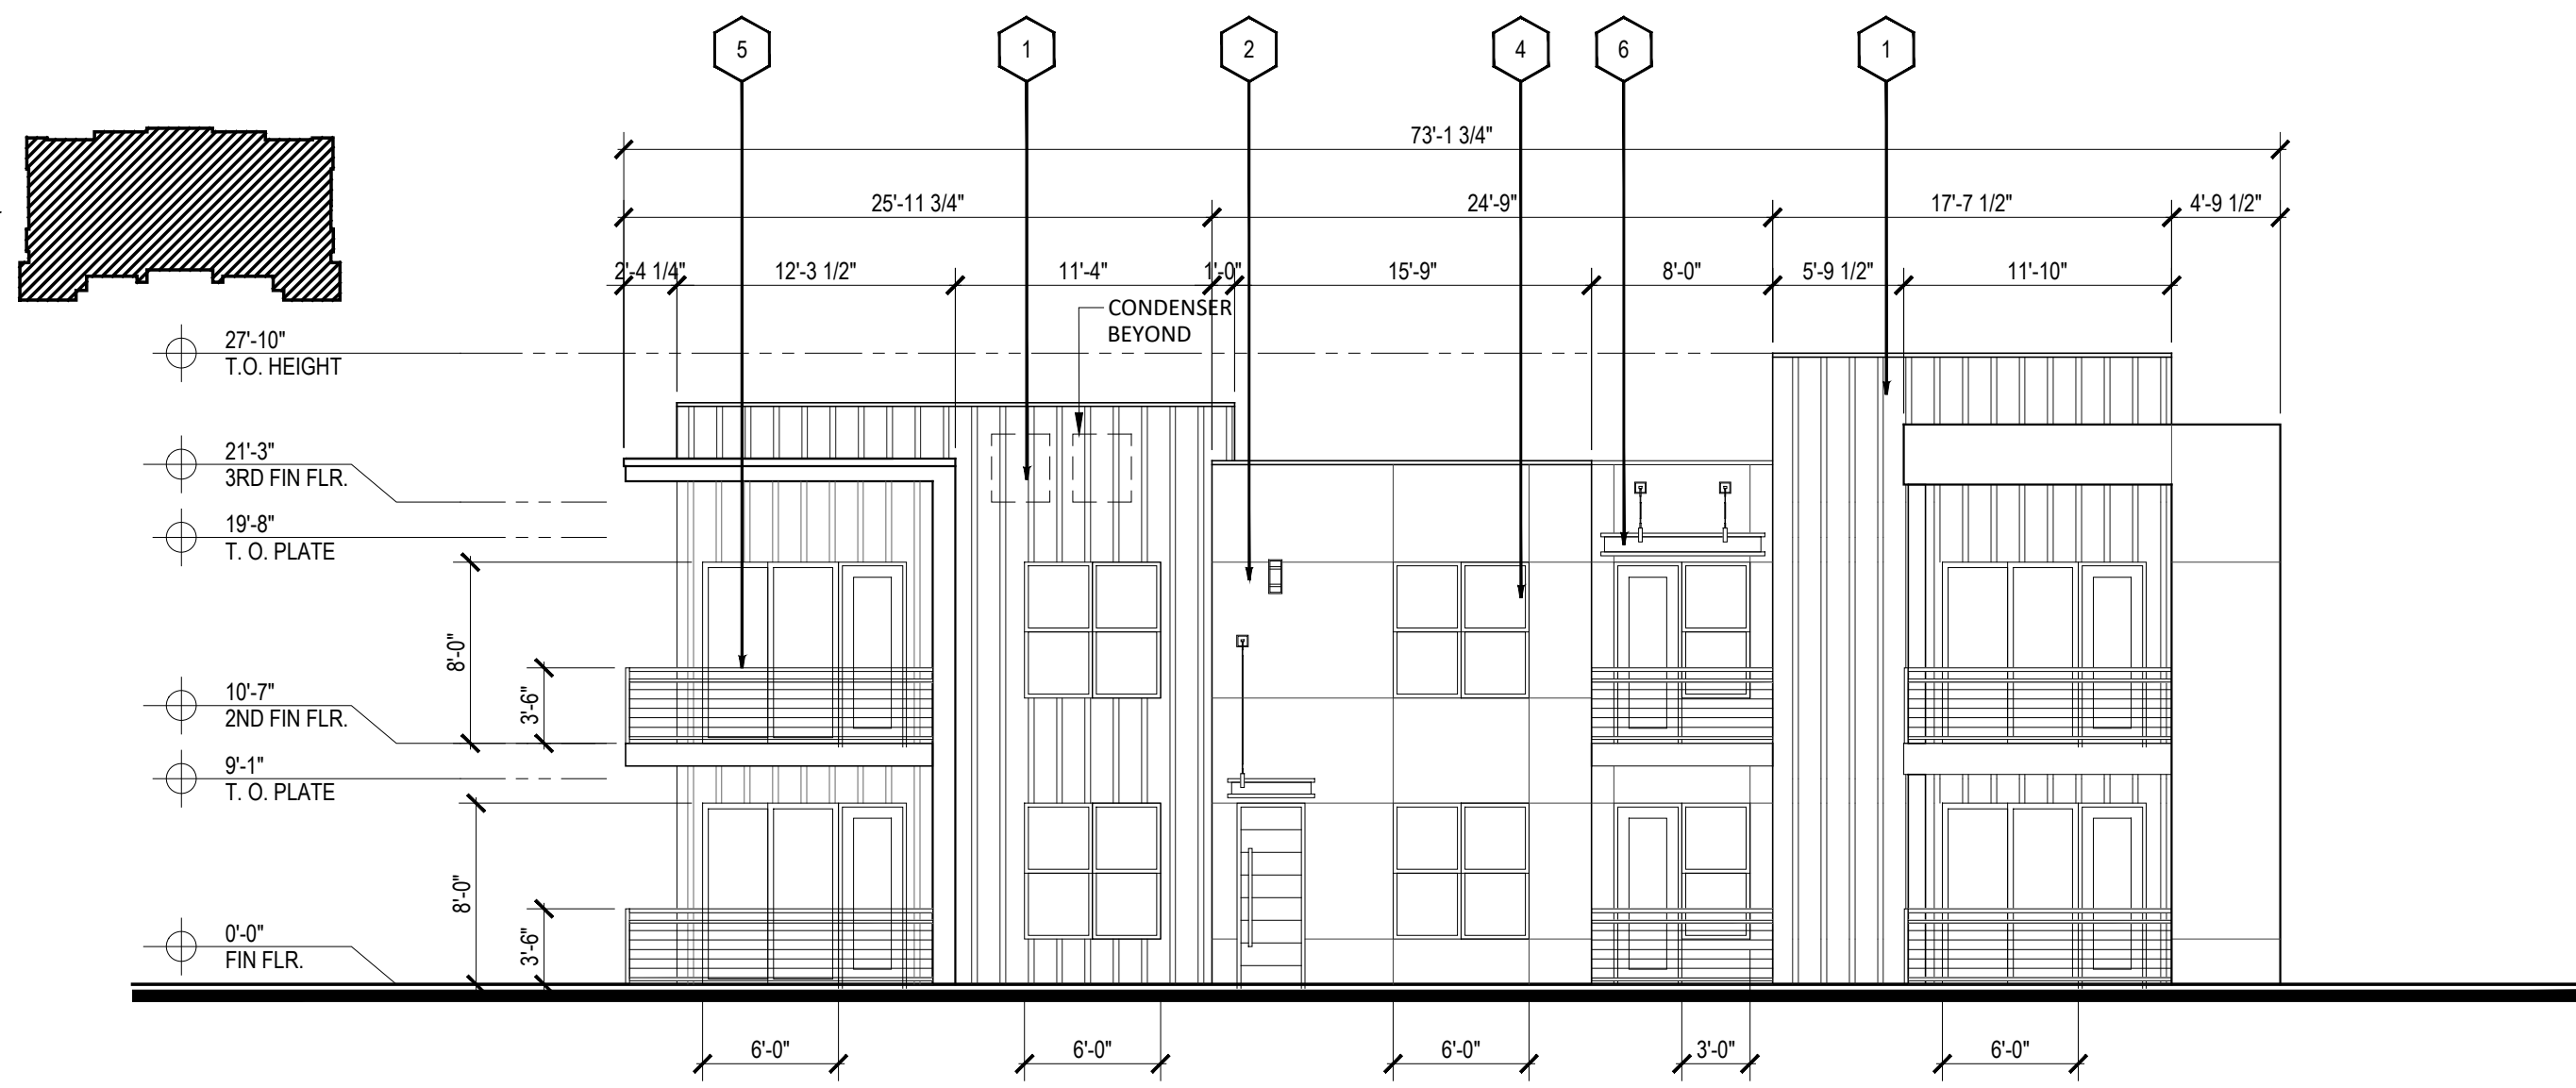 5 1 2 4 6 1
73'-1 3/4"
25'-11 3/4" 24'-9" 17'-7 1/2" 4'-9 1/2"
2'-4 1/4" 12'-3 1/2" 11'-4" 1'-0" 15'-9" 8'-0" 5'-9 1/2" 11'-10"
CONDENSER
BEYOND
27'-10"
T.O. HEIGHT
21'-3"
3RD FIN FLR.
19'-8"
T. O. PLATE
8'-0"
3'-6"
10'-7"
2ND FIN FLR.
9'-1"
T. O. PLATE
8'-0"
3'-6"
0'-0"
FIN FLR.
6'-0" 6'-0" 6'-0" 3'-0" 6'-0"